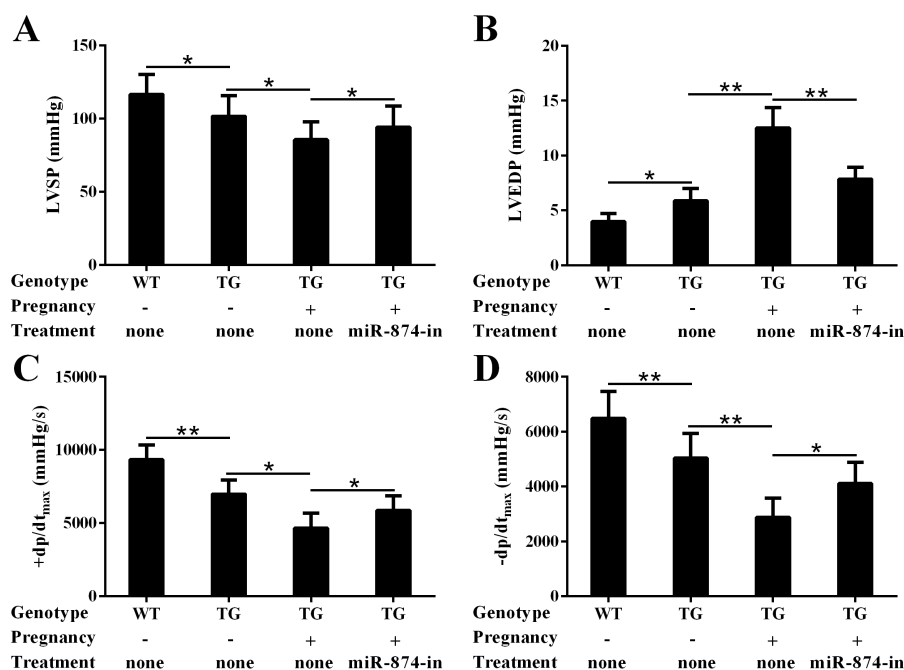 A
LVSP (mmHg)
150
100
50
0
* * *
Genotype WT TG TG TG
Pregnancy - - + +
Treatment none none none miR-874-in
B
LVEDP (mmHg)
20
15
10
5
0
* ** **
Genotype WT TG TG TG
Pregnancy - - + +
Treatment none none none miR-874-in
C
+dp/dtmax (mmHg/s)
15000
10000
5000
0
** * *
Genotype WT TG TG TG
Pregnancy - - + +
Treatment none none none miR-874-in
D
-dp/dtmax (mmHg/s)
8000
6000
4000
2000
0
** ** *
Genotype WT TG TG TG
Pregnancy - - + +
Treatment none none none miR-874-in